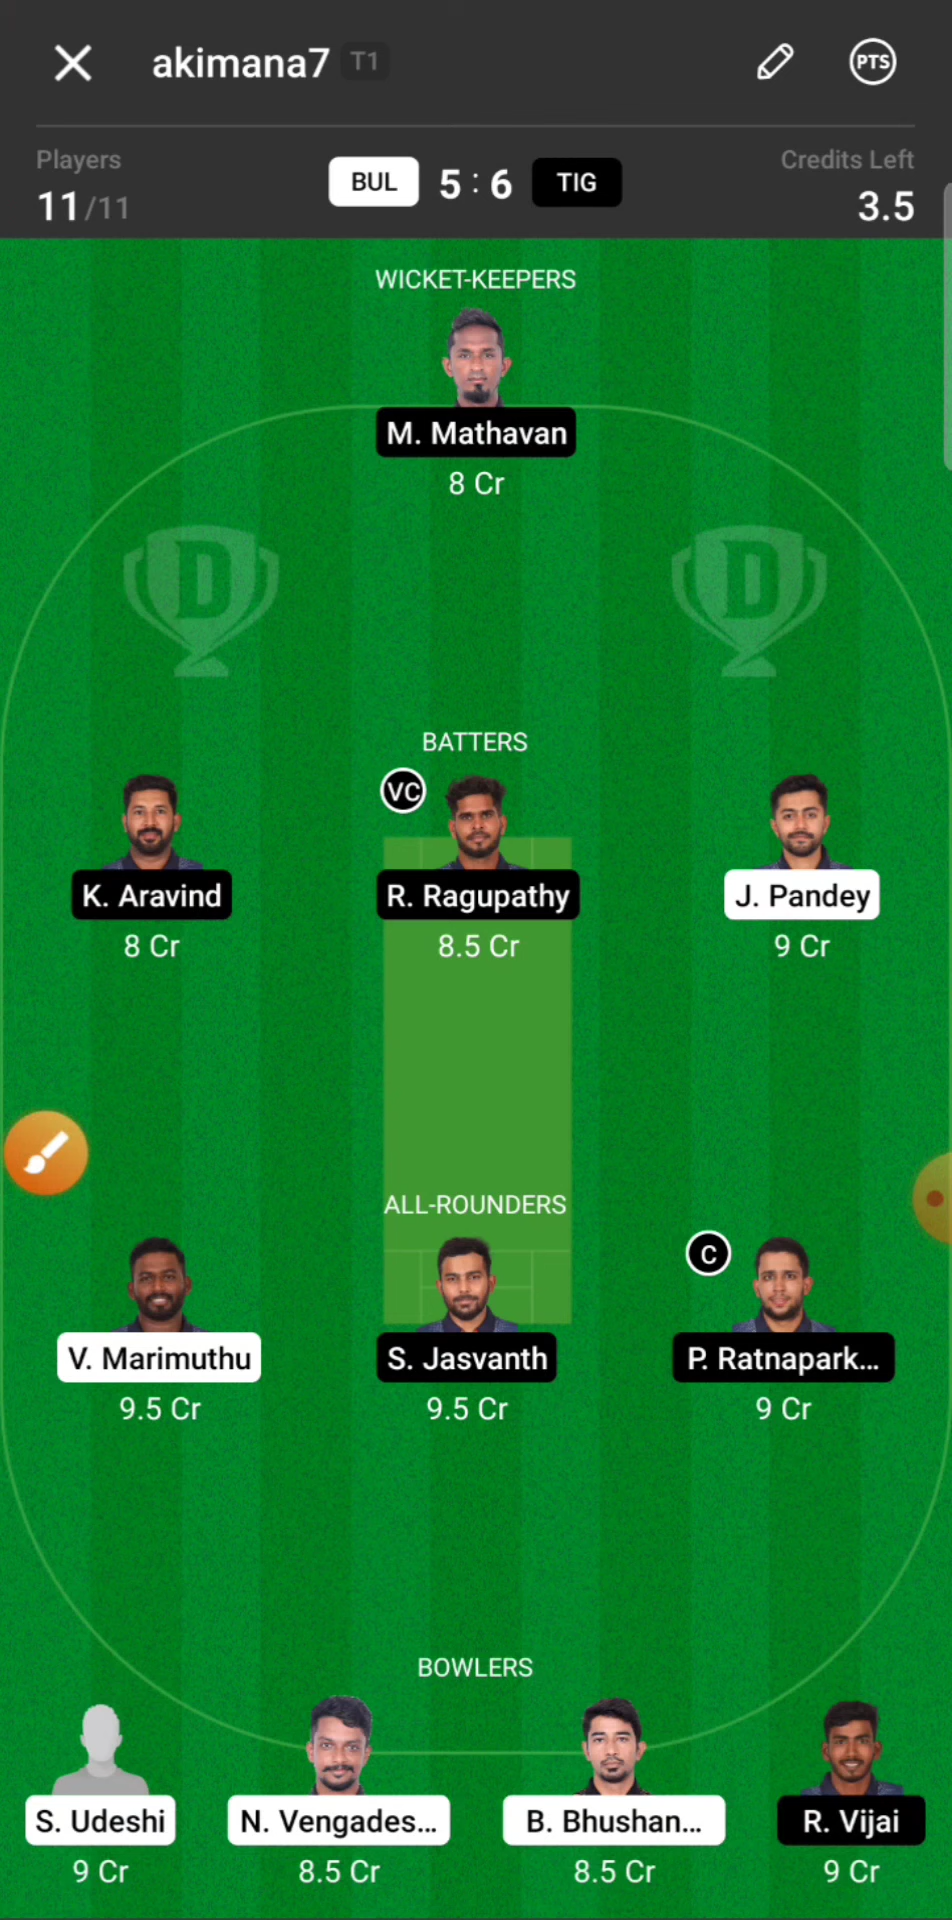 akimana7 T1
PTS
Players
11/11
BUL 5 : 6 TIG
Credits Left
3.5
WICKET-KEEPERS
M. Mathavan
8 Cr
D D
BATTERS
VC
K. Aravind R. Ragupathy J. Pandey
8 Cr 8.5 Cr 9 Cr
ALL-ROUNDERS
C
V. Marimuthu S. Jasvanth P. Ratnapark...
9.5 Cr 9.5 Cr 9 Cr
BOWLERS
S. Udeshi N. Vengades... B. Bhushan... R. Vijai
9 Cr 8.5 Cr 8.5 Cr 9 Cr